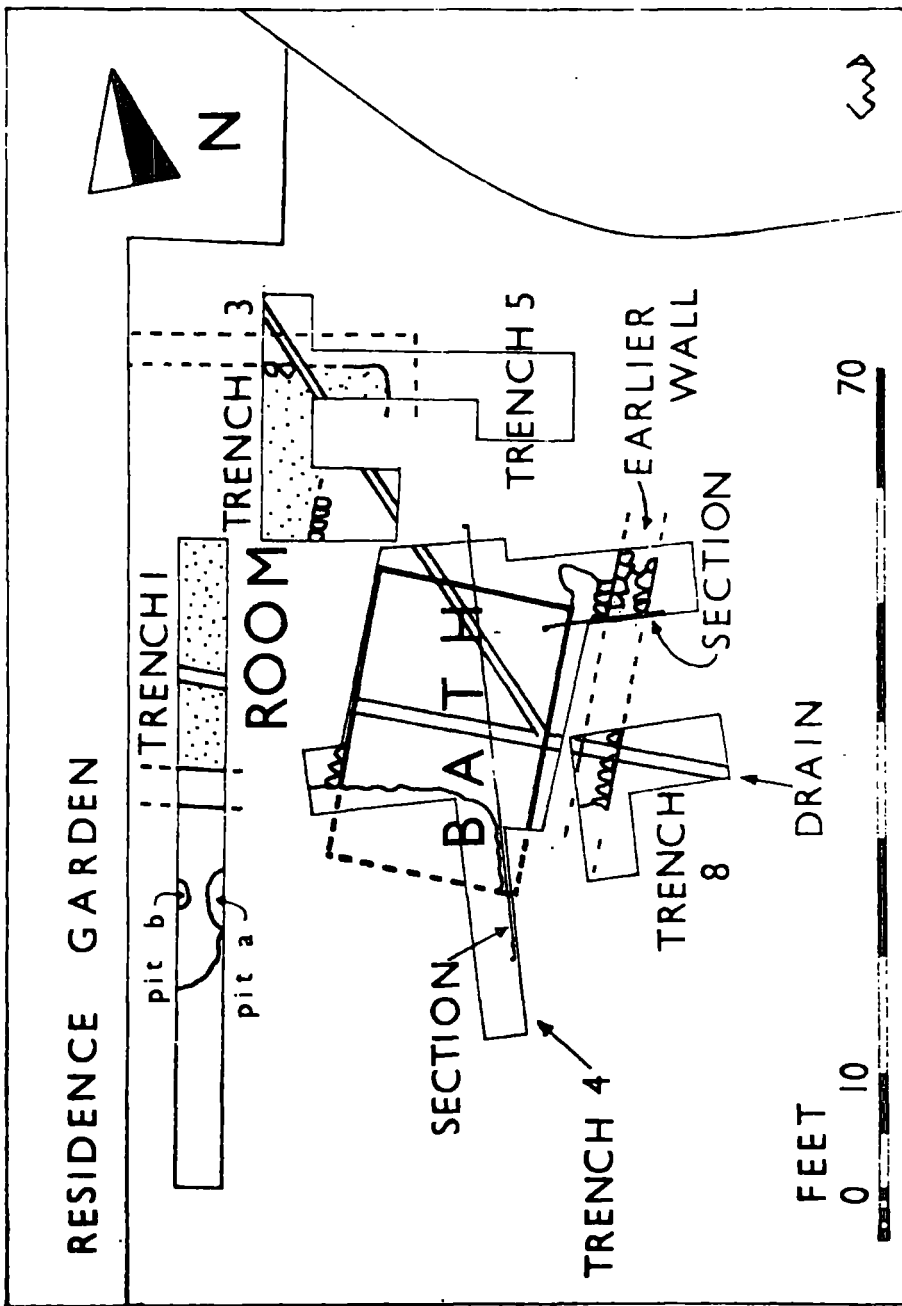 RESIDENCE GARDEN
N
pit b
pit a
TRENCH 1
TRENCH 3
ROOM
BATH
TRENCH 5
SECTION
TRENCH 4
EARLIER
WALL
SECTION
TRENCH
8
DRAIN
FEET
0 10 70